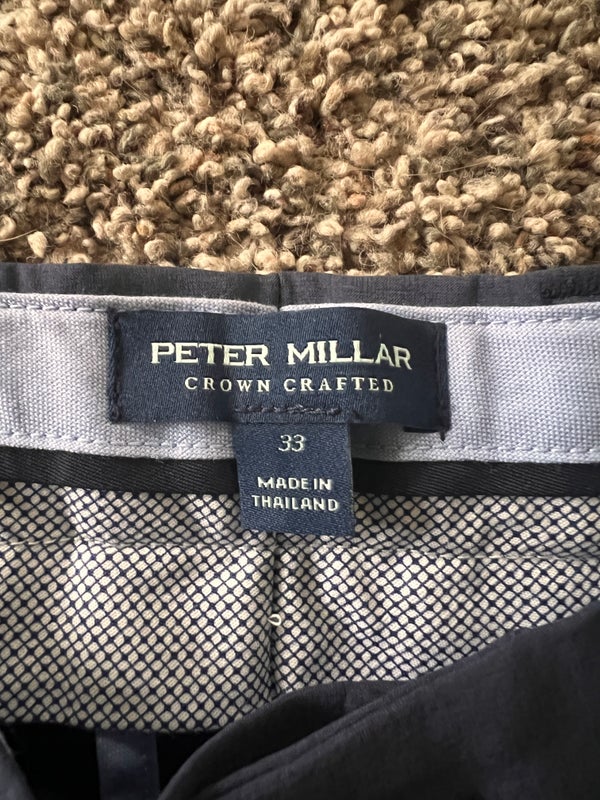 PETER MILLAR
CROWN CRAFTED
33
MADE IN
THAILAND